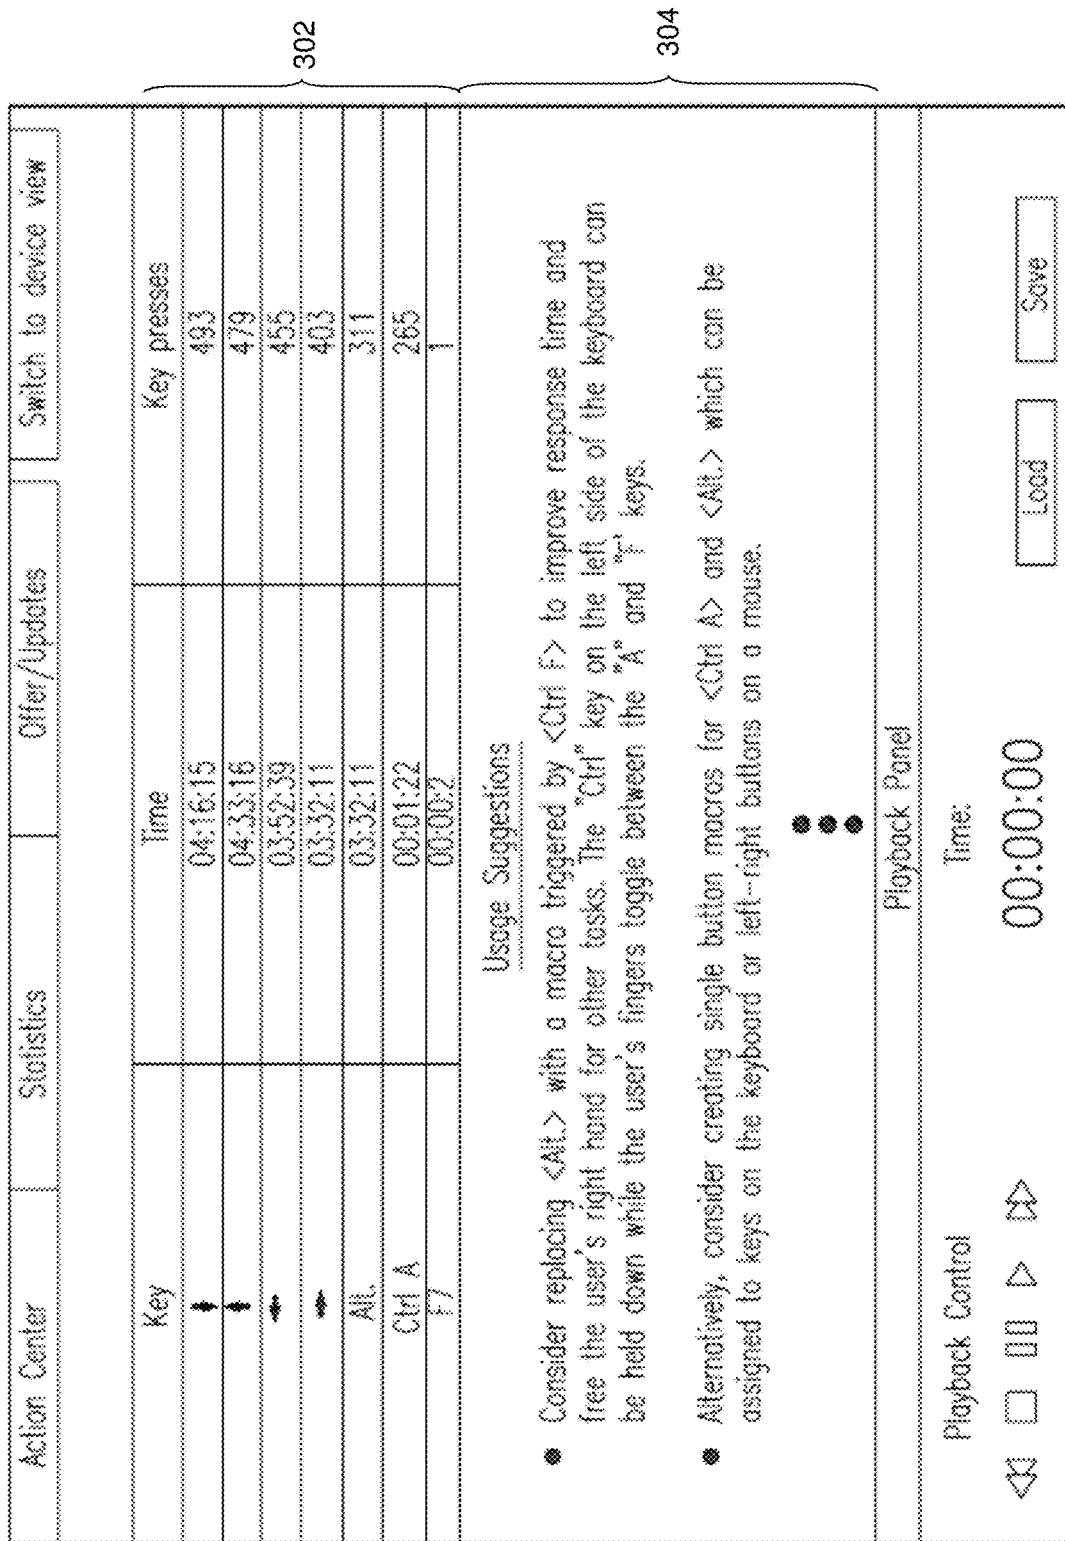 Action Center Statistics Offer/Updates Switch to device view
Key Time Key presses
04:16:15 493
04:33:16 479
03:52:39 455
03:32:11 403
Alt. 03:32:11 311
Ctrl A 00:01:22 265
F7 00:00:2 1
302
Usage Suggestions
● Consider replacing <Alt.> with a macro triggered by <Ctrl F> to improve response time and
free the user's right hand for other tasks. The "Ctrl" key on the left side of the keyboard can
be held down while the user's fingers toggle between the "A" and "F" keys.
● Alternatively, consider creating single button macros for <Ctrl A> and <Alt.> which can be
assigned to keys on the keyboard or left-right buttons on a mouse.
304
Playback Panel
Playback Control Time:
00:00:00 Load Save